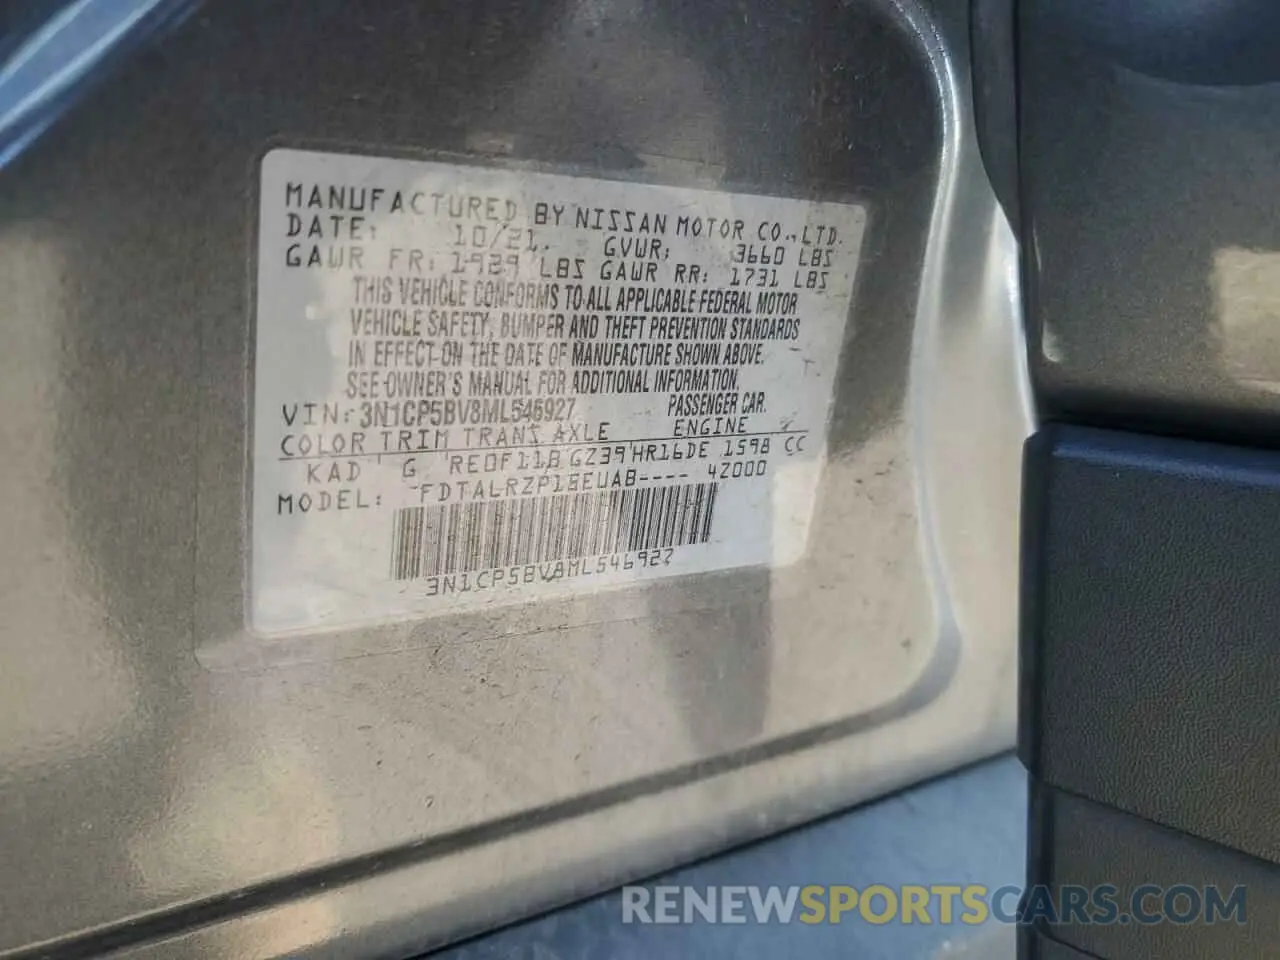 MANUFACTURED BY NISSAN MOTOR CO., LTD.
DATE: 10/21. GVWR: 3660 LBS
GAWR FR: 1929 LBS GAWR RR: 1731 LBS
THIS VEHICLE CONFORMS TO ALL APPLICABLE FEDERAL MOTOR
VEHICLE SAFETY, BUMPER AND THEFT PREVENTION STANDARDS
IN EFFECT ON THE DATE OF MANUFACTURE SHOWN ABOVE.
SEE OWNER'S MANUAL FOR ADDITIONAL INFORMATION.
VIN: 3N1CP5BV8ML546927 PASSENGER CAR.
COLOR TRIM TRANS AXLE ENGINE
KAD G RE0F11B GZ39 HR16DE 1598 CC
MODEL: FDTALRZP18EUAB---- 42000
3N1CP5BV8ML546927
RENEWSPORTSCARS.COM